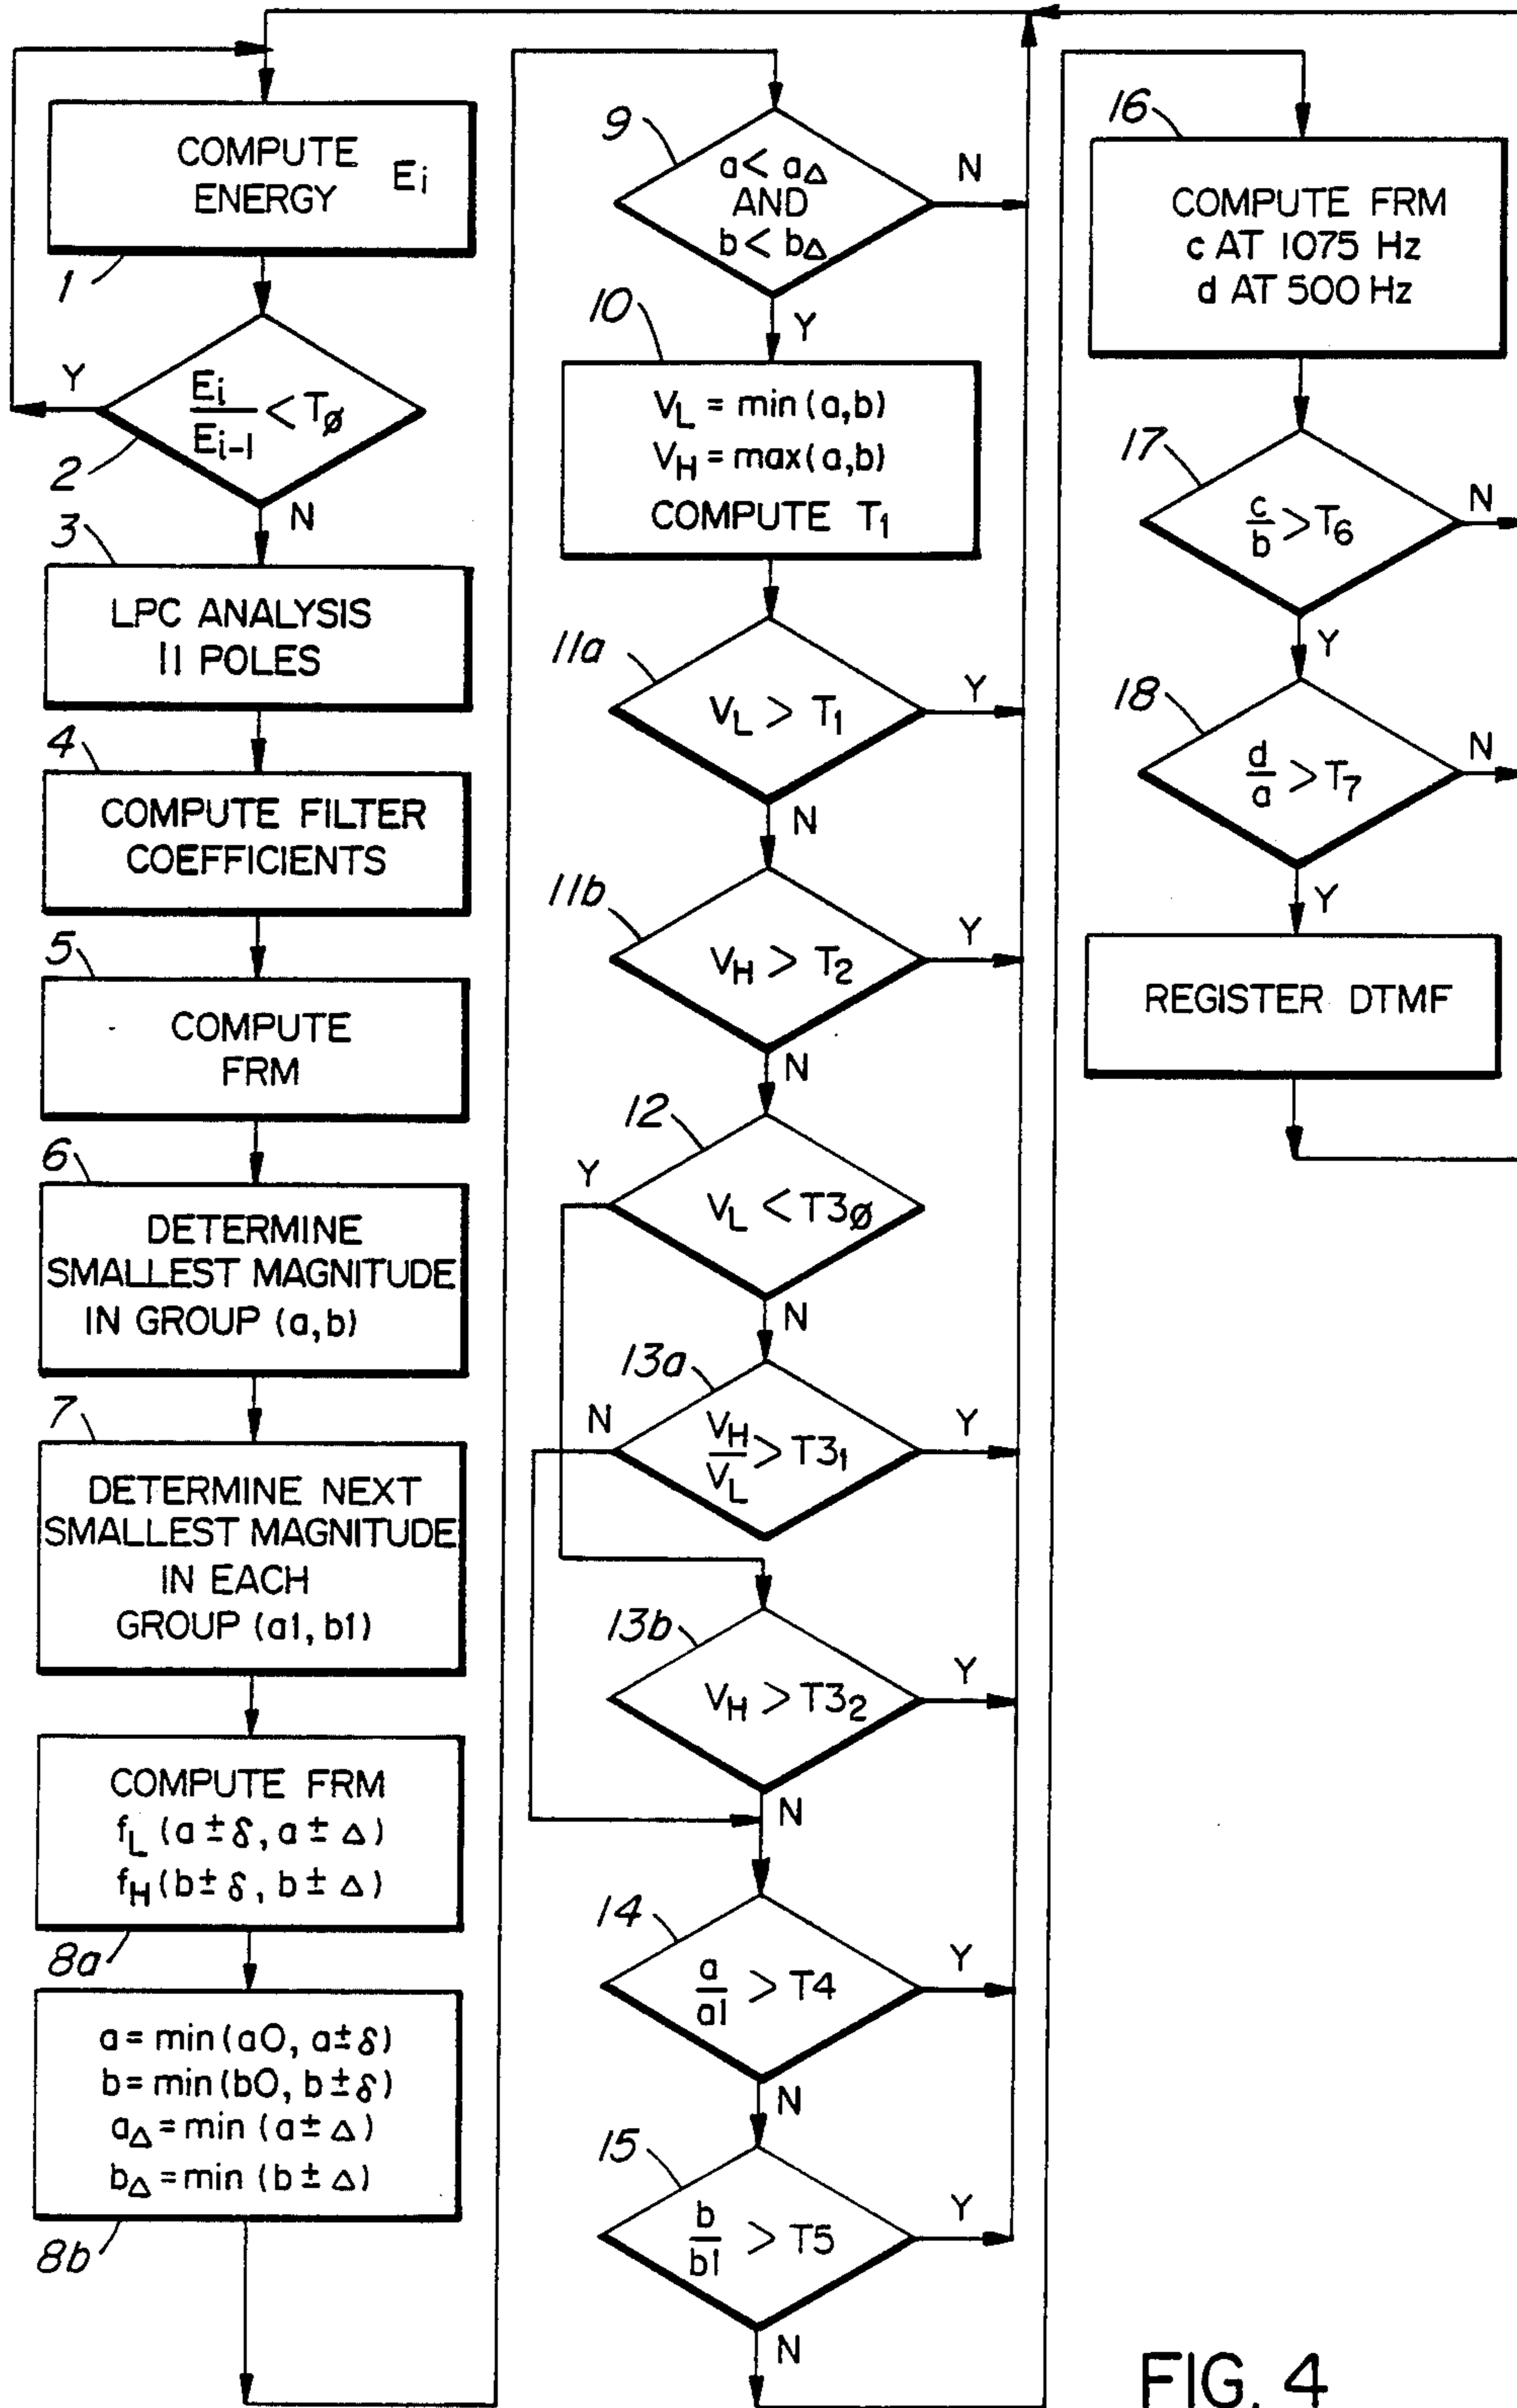 1
COMPUTE
ENERGY Ei
2
Ei/Ei-1 < TØ
Y
N
3
LPC ANALYSIS
11 POLES
4
COMPUTE FILTER
COEFFICIENTS
5
COMPUTE
FRM
6
DETERMINE
SMALLEST MAGNITUDE
IN GROUP (a,b)
7
DETERMINE NEXT
SMALLEST MAGNITUDE
IN EACH
GROUP (a1, b1)
8a
COMPUTE FRM
fL (a ± δ, a ± Δ)
fH (b ± δ, b ± Δ)
8b
a = min (aO, a ± δ)
b = min (bO, b ± δ)
aΔ = min (a ± Δ)
bΔ = min (b ± Δ)
9
a < aΔ
AND
b < bΔ
N
Y
10
VL = min (a,b)
VH = max (a,b)
COMPUTE T1
11a
VL > T1
Y
N
11b
VH > T2
Y
N
12
VL < T3Ø
Y
N
13a
VH/VL > T31
N
Y
13b
VH > T32
Y
N
14
a/a1 > T4
Y
N
15
b/b1 > T5
Y
N
16
COMPUTE FRM
c AT 1075 Hz
d AT 500 Hz
17
c/b > T6
N
Y
18
d/a > T7
N
Y
REGISTER DTMF
FIG. 4